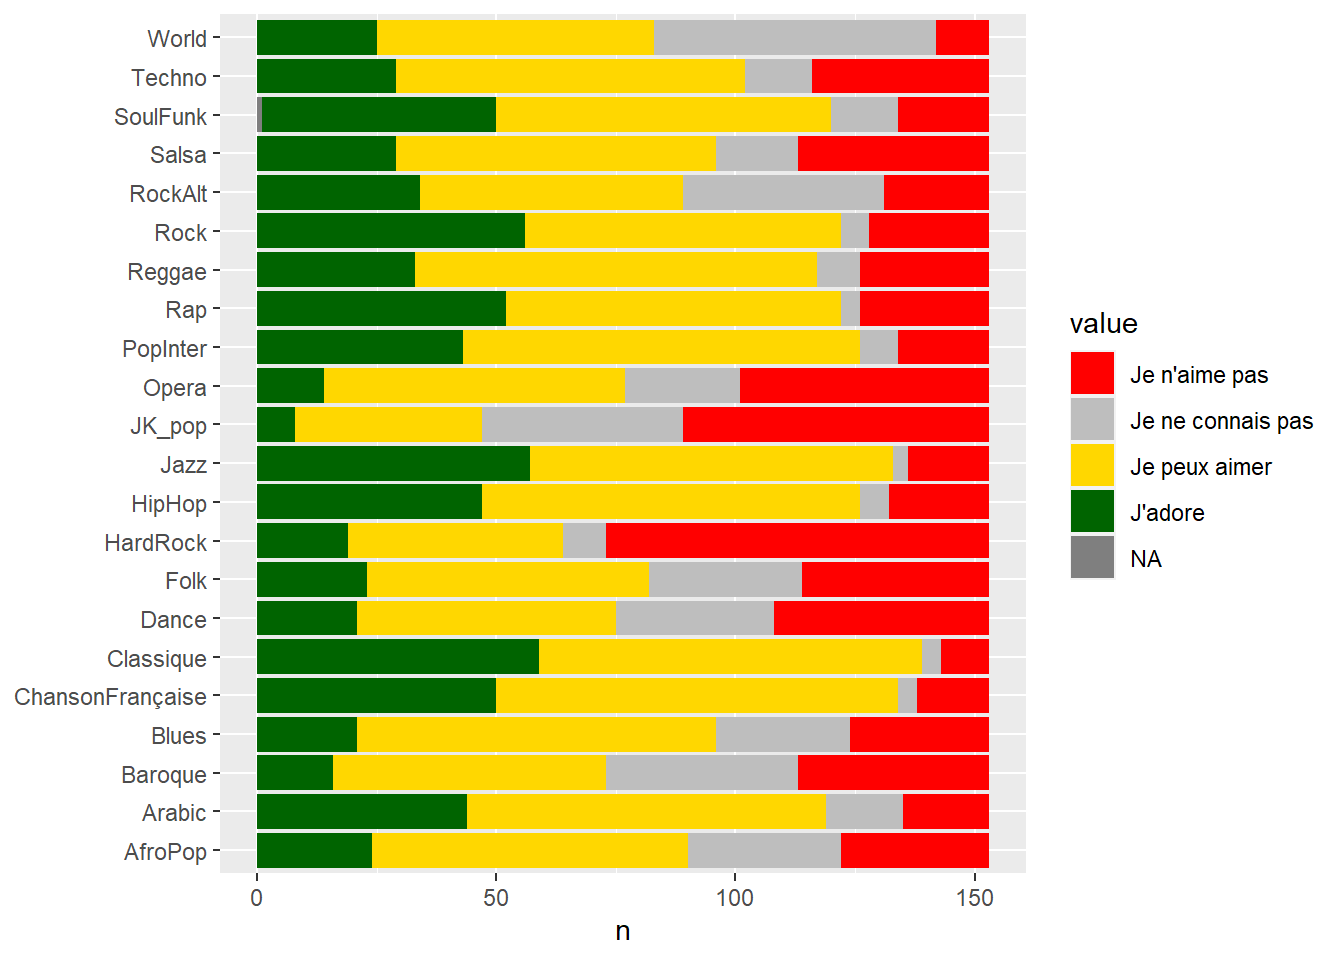 World
Techno
SoulFunk
Salsa
RockAlt
Rock
Reggae
Rap
PopInter
Opera
JK_pop
Jazz
HipHop
HardRock
Folk
Dance
Classique
ChansonFrançaise
Blues
Baroque
Arabic
AfroPop
0 50 100 150
n
value
Je n'aime pas
Je ne connais pas
Je peux aimer
J'adore
NA